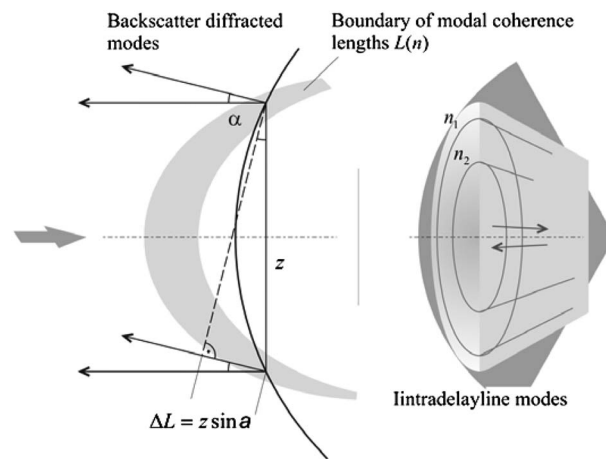 Backscatter diffracted
modes
Boundary of modal coherence
lengths L(n)
α
n₁
n₂
z
ΔL = z sin a
Iintradelayline modes